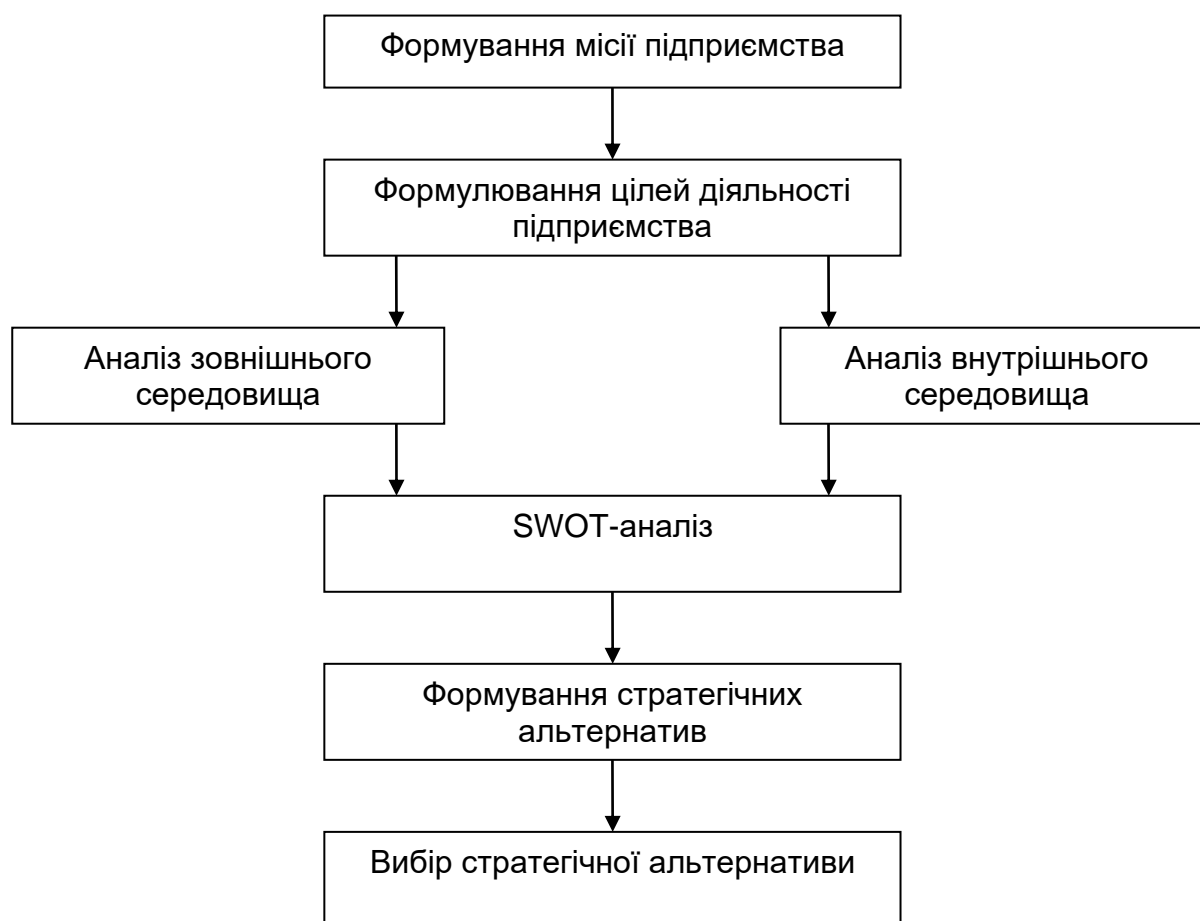 Формування місії підприємства
Формулювання цілей діяльності
підприємства
Аналіз зовнішнього
середовища
Аналіз внутрішнього
середовища
SWOT-аналіз
Формування стратегічних
альтернатив
Вибір стратегічної альтернативи